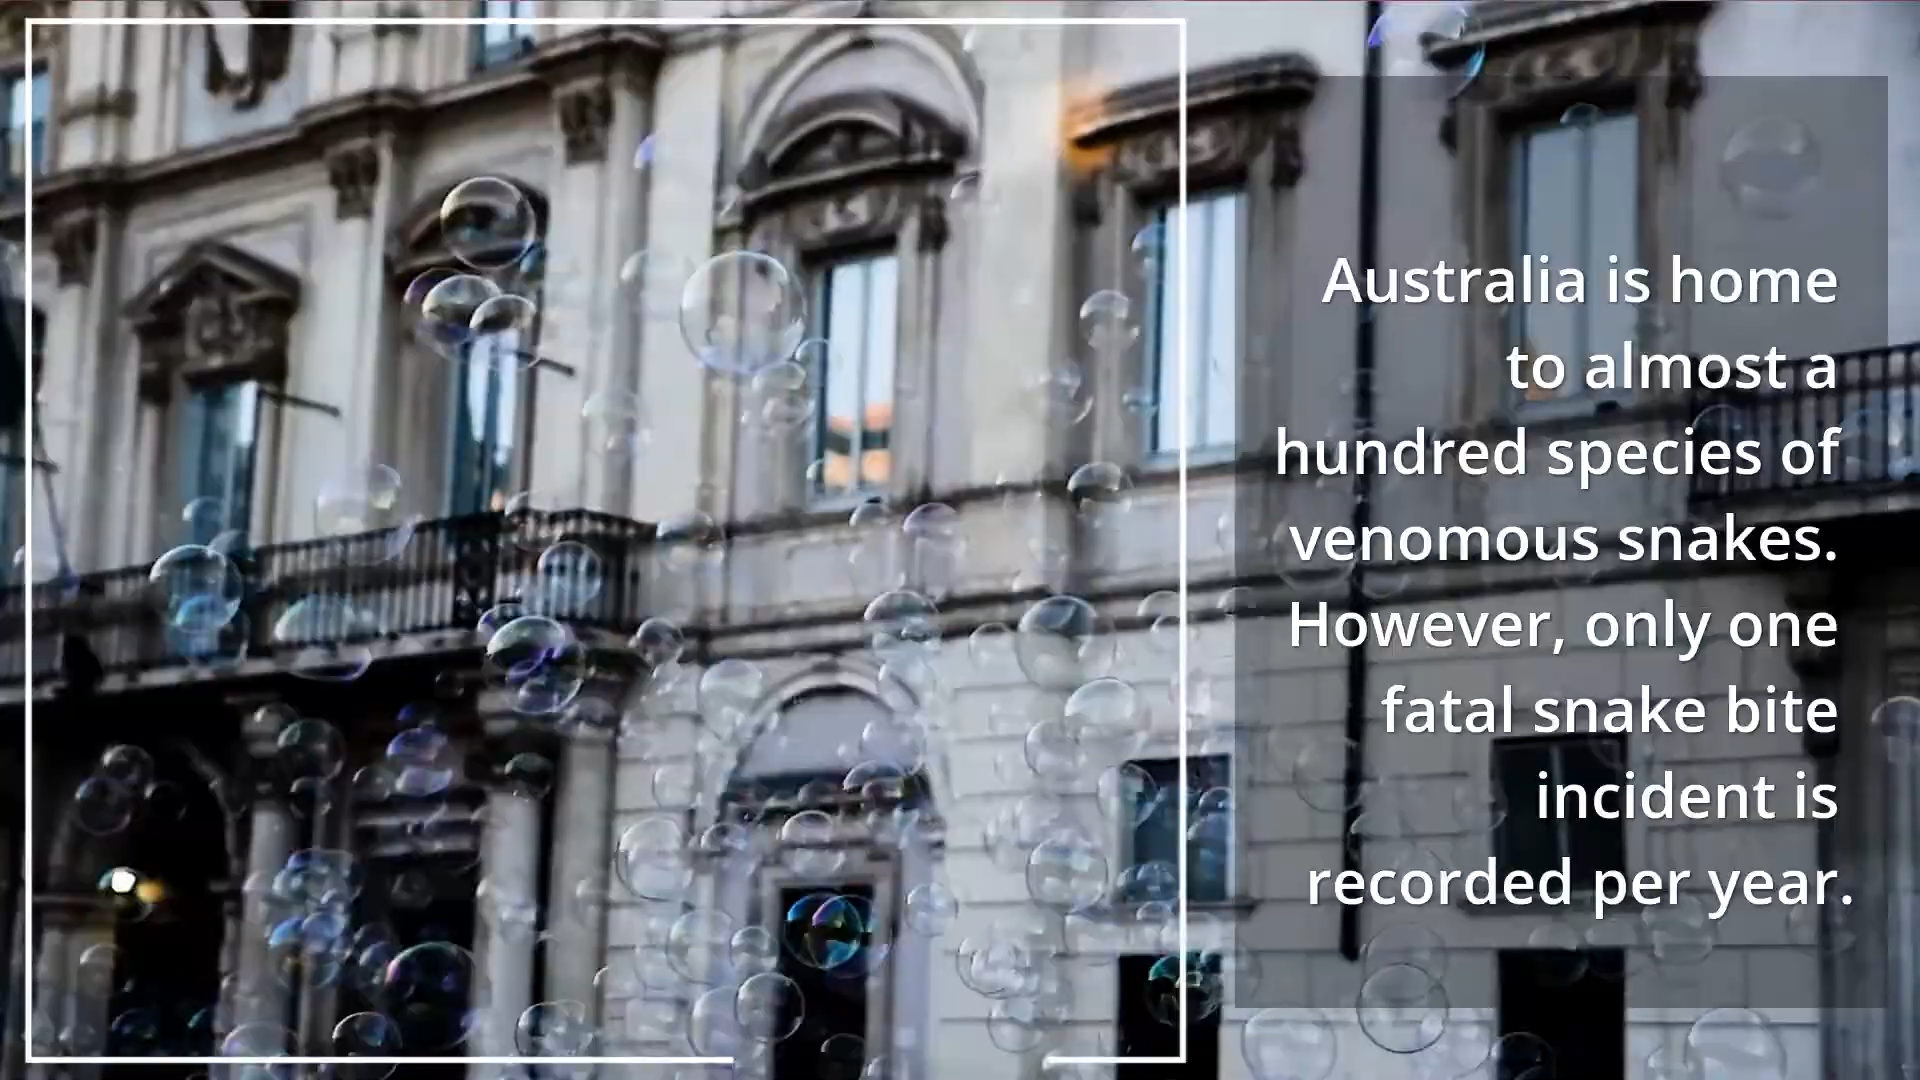 Australia is home
to almost a
hundred species of
venomous snakes.
However, only one
fatal snake bite
incident is
recorded per year.